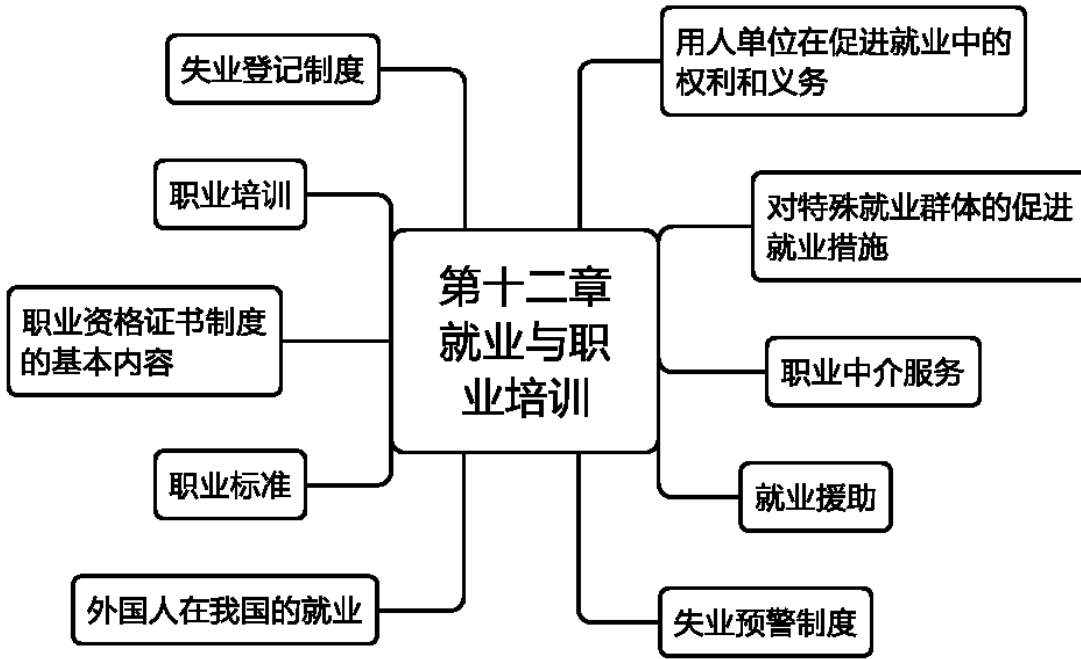 失业登记制度
用人单位在促进就业中的
权利和义务
职业培训
对特殊就业群体的促进
就业措施
第十二章
就业与职
业培训
职业资格证书制度
的基本内容
职业中介服务
职业标准
就业援助
外国人在我国的就业
失业预警制度